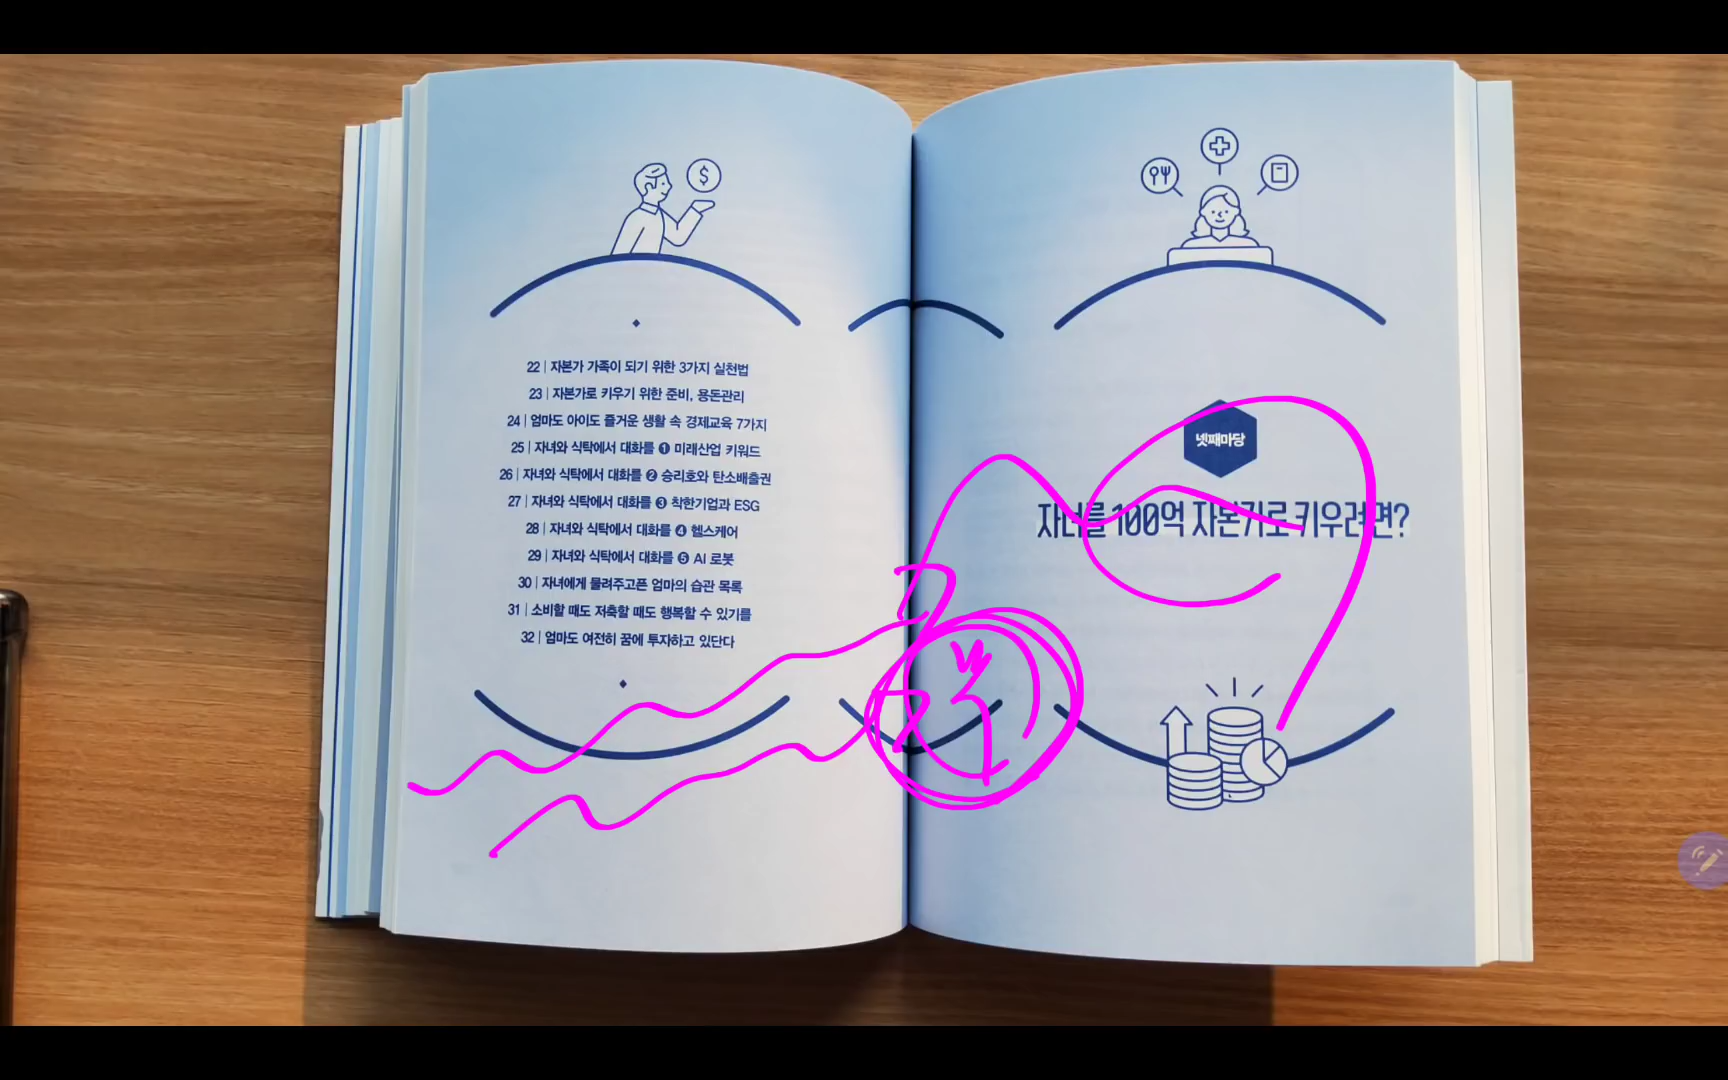 22 | 자본가 가족이 되기 위한 3가지 실천법
23 | 자본가로 키우기 위한 준비, 용돈관리
24 | 엄마도 아이도 즐거운 생활 속 경제교육 7가지
25 | 자녀와 식탁에서 대화를 ❶ 미래산업 키워드
26 | 자녀와 식탁에서 대화를 ❷ 승리호와 탄소배출권
27 | 자녀와 식탁에서 대화를 ❸ 착한기업과 ESG
28 | 자녀와 식탁에서 대화를 ❹ 헬스케어
29 | 자녀와 식탁에서 대화를 ❺ AI 로봇
30 | 자녀에게 물려주고픈 엄마의 습관 목록
31 | 소비할 때도 저축할 때도 행복할 수 있기를
32 | 엄마도 여전히 꿈에 투자하고 있단다
넷째마당
자녀를 100억 자본가로 키우려면?